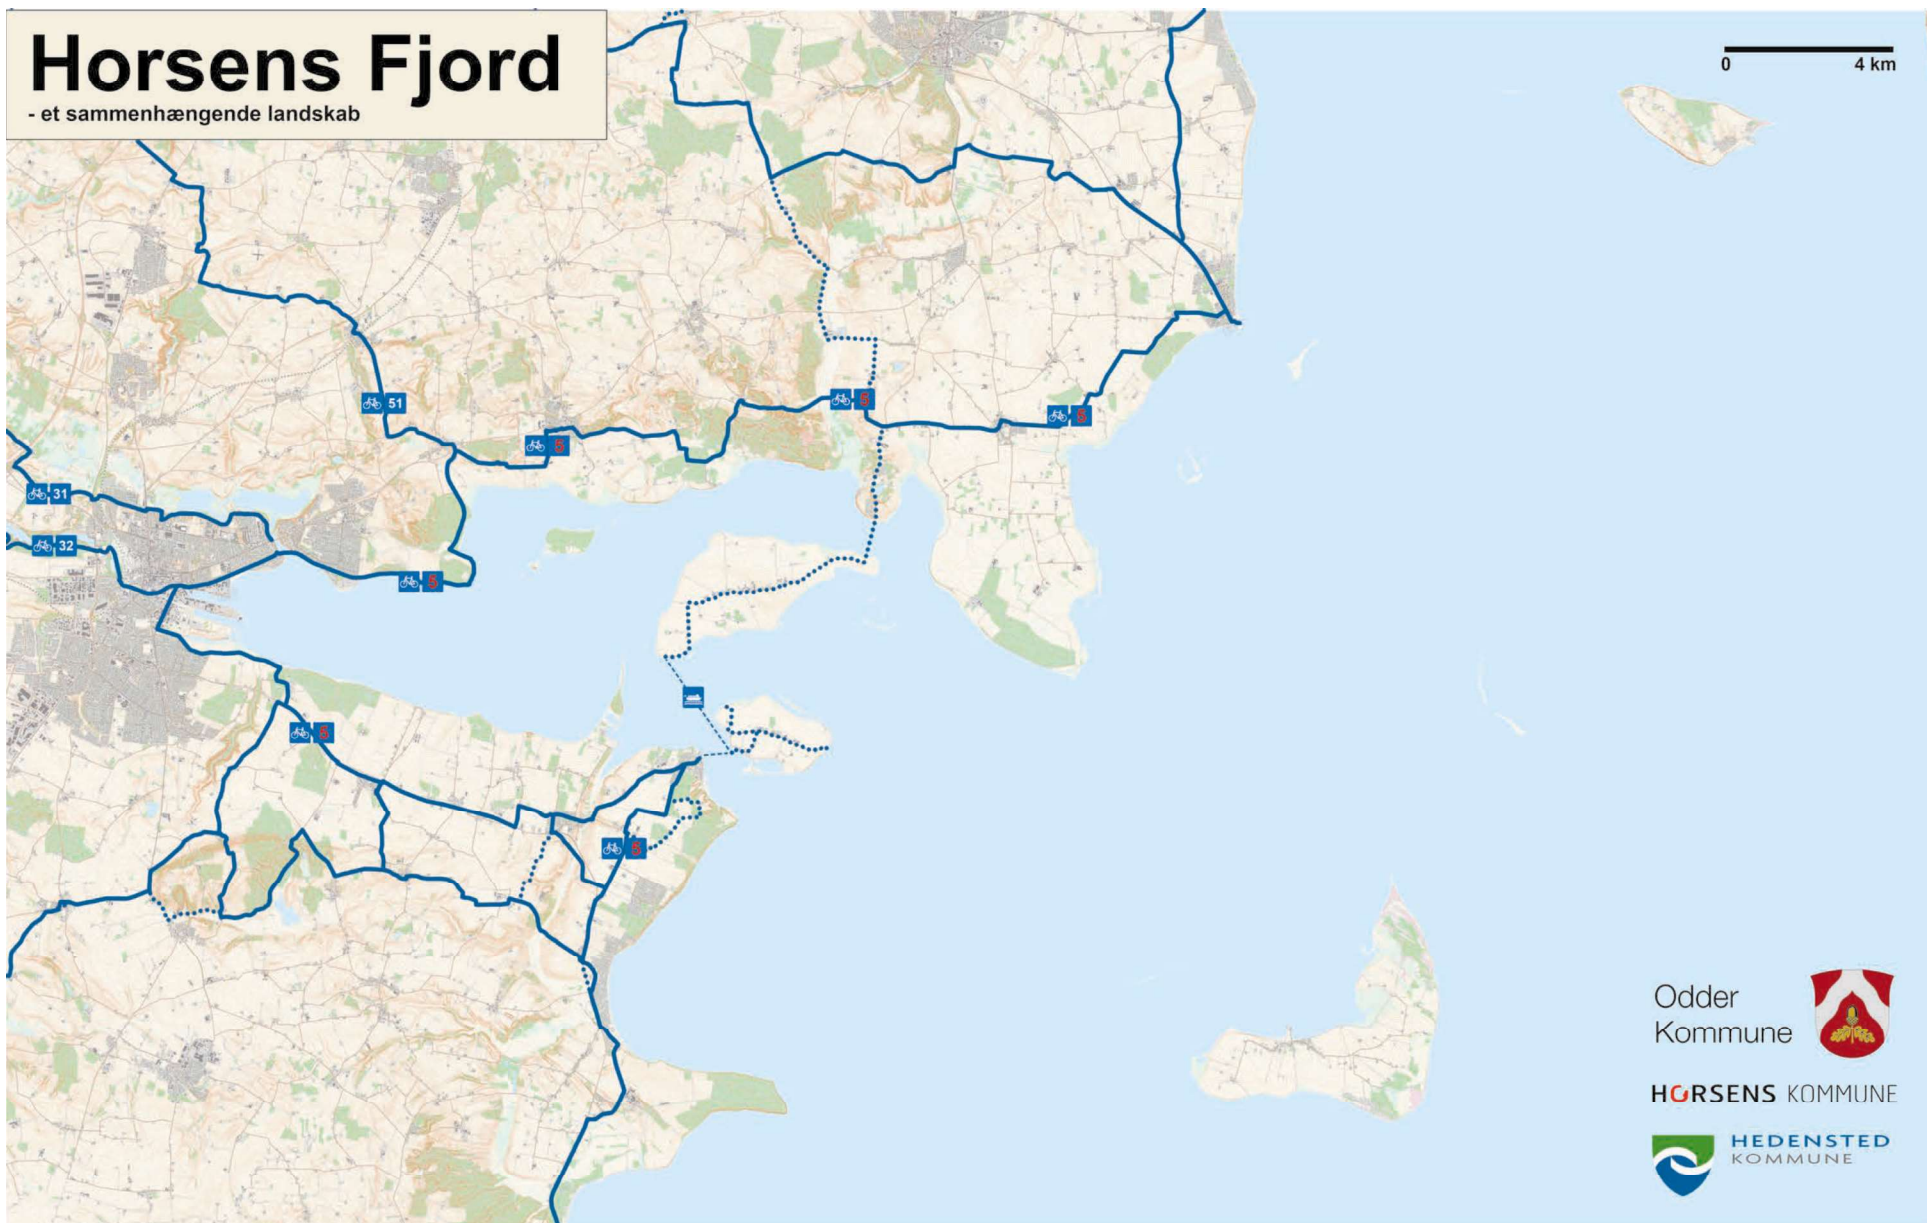 Horsens Fjord
- et sammenhængende landskab
0 4 km
51
5
5
5
31
32
5
5
5
Odder
Kommune
HORSENS KOMMUNE
HEDENSTED
KOMMUNE